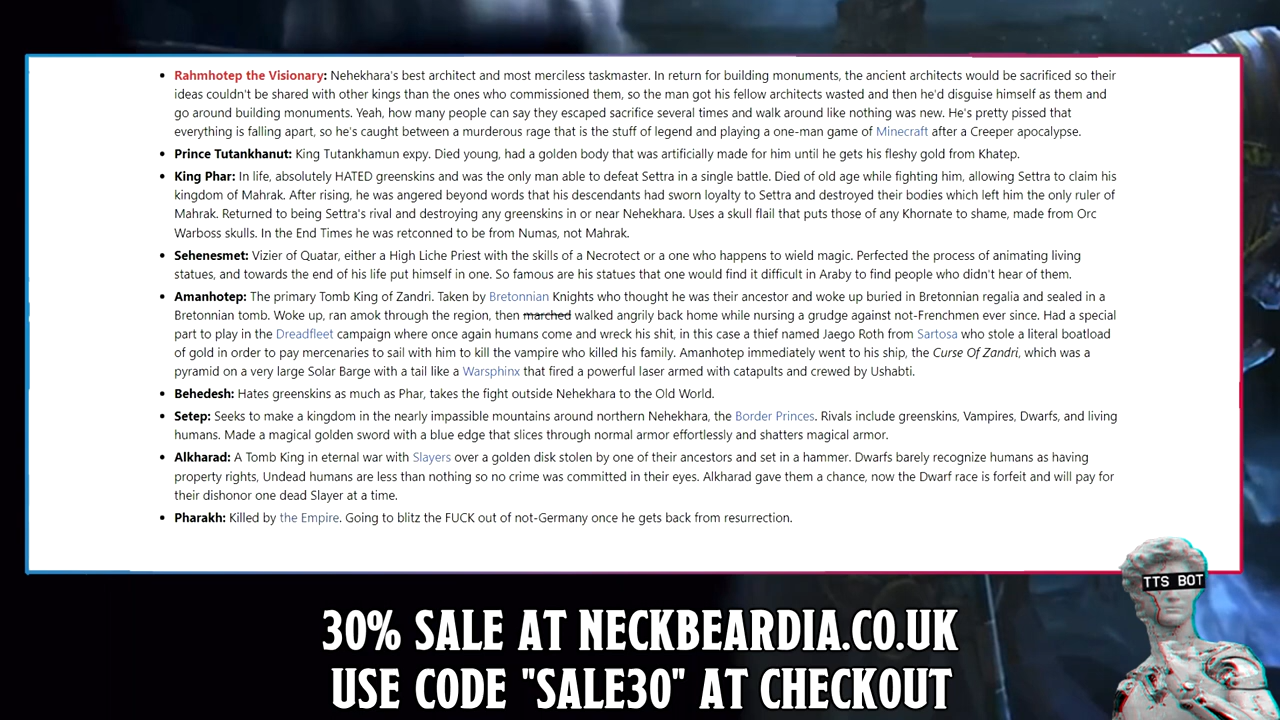 • Rahmhotep the Visionary: Nehekhara's best architect and most merciless taskmaster. In return for building monuments, the ancient architects would be sacrificed so their
ideas couldn't be shared with other kings than the ones who commissioned them, so the man got his fellow architects wasted and then he'd disguise himself as them and
go around building monuments. Yeah, how many people can say they escaped sacrifice several times and walk around like nothing was new. He's pretty pissed that
everything is falling apart, so he's caught between a murderous rage that is the stuff of legend and playing a one-man game of Minecraft after a Creeper apocalypse.
• Prince Tutankhanut: King Tutankhamun expy. Died young, had a golden body that was artificially made for him until he gets his fleshy gold from Khatep.
• King Phar: In life, absolutely HATED greenskins and was the only man able to defeat Settra in a single battle. Died of old age while fighting him, allowing Settra to claim his
kingdom of Mahrak. After rising, he was angered beyond words that his descendants had sworn loyalty to Settra and destroyed their bodies which left him the only ruler of
Mahrak. Returned to being Settra's rival and destroying any greenskins in or near Nehekhara. Uses a skull flail that puts those of any Khornate to shame, made from Orc
Warboss skulls. In the End Times he was retconned to be from Numas, not Mahrak.
• Sehenesmet: Vizier of Quatar, either a High Liche Priest with the skills of a Necrotect or a one who happens to wield magic. Perfected the process of animating living
statues, and towards the end of his life put himself in one. So famous are his statues that one would find it difficult in Araby to find people who didn't hear of them.
• Amanhotep: The primary Tomb King of Zandri. Taken by Bretonnian Knights who thought he was their ancestor and woke up buried in Bretonnian regalia and sealed in a
Bretonnian tomb. Woke up, ran amok through the region, then marched walked angrily back home while nursing a grudge against not-Frenchmen ever since. Had a special
part to play in the Dreadfleet campaign where once again humans come and wreck his shit, in this case a thief named Jaego Roth from Sartosa who stole a literal boatload
of gold in order to pay mercenaries to sail with him to kill the vampire who killed his family. Amanhotep immediately went to his ship, the Curse Of Zandri, which was a
pyramid on a very large Solar Barge with a tail like a Warsphinx that fired a powerful laser armed with catapults and crewed by Ushabti.
• Behedesh: Hates greenskins as much as Phar, takes the fight outside Nehekhara to the Old World.
• Setep: Seeks to make a kingdom in the nearly impassible mountains around northern Nehekhara, the Border Princes. Rivals include greenskins, Vampires, Dwarfs, and living
humans. Made a magical golden sword with a blue edge that slices through normal armor effortlessly and shatters magical armor.
• Alkharad: A Tomb King in eternal war with Slayers over a golden disk stolen by one of their ancestors and set in a hammer. Dwarfs barely recognize humans as having
property rights, Undead humans are less than nothing so no crime was committed in their eyes. Alkharad gave them a chance, now the Dwarf race is forfeit and will pay for
their dishonor one dead Slayer at a time.
• Pharakh: Killed by the Empire. Going to blitz the FUCK out of not-Germany once he gets back from resurrection.
TTS BOT
30% SALE AT NECKBEARDIA.CO.UK
USE CODE "SALE30" AT CHECKOUT